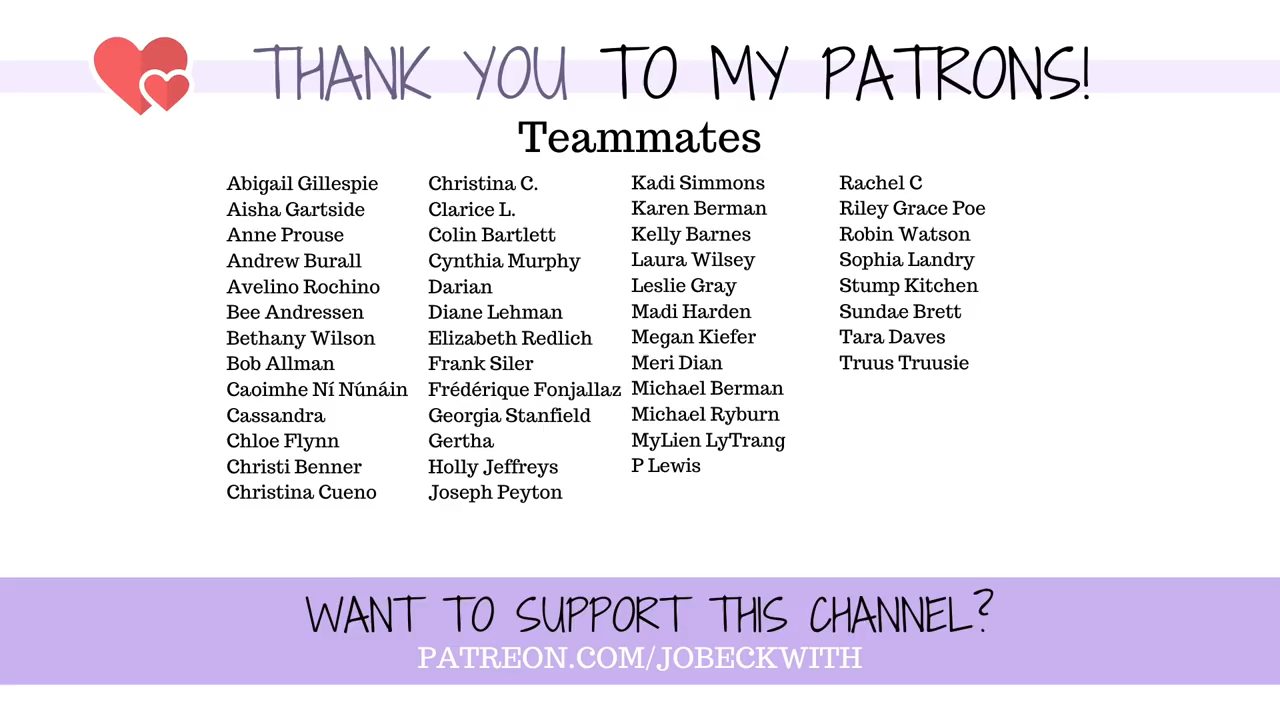 THANK YOU TO MY PATRONS!
Teammates
Abigail Gillespie
Aisha Gartside
Anne Prouse
Andrew Burall
Avelino Rochino
Bee Andressen
Bethany Wilson
Bob Allman
Caoimhe Ní Núnáin
Cassandra
Chloe Flynn
Christi Benner
Christina Cueno
Christina C.
Clarice L.
Colin Bartlett
Cynthia Murphy
Darian
Diane Lehman
Elizabeth Redlich
Frank Siler
Frédérique Fonjallaz
Georgia Stanfield
Gertha
Holly Jeffreys
Joseph Peyton
Kadi Simmons
Karen Berman
Kelly Barnes
Laura Wilsey
Leslie Gray
Madi Harden
Megan Kiefer
Meri Dian
Michael Berman
Michael Ryburn
MyLien LyTrang
P Lewis
Rachel C
Riley Grace Poe
Robin Watson
Sophia Landry
Stump Kitchen
Sundae Brett
Tara Daves
Truus Truusie
WANT TO SUPPORT THIS CHANNEL?
PATREON.COM/JOBECKWITH